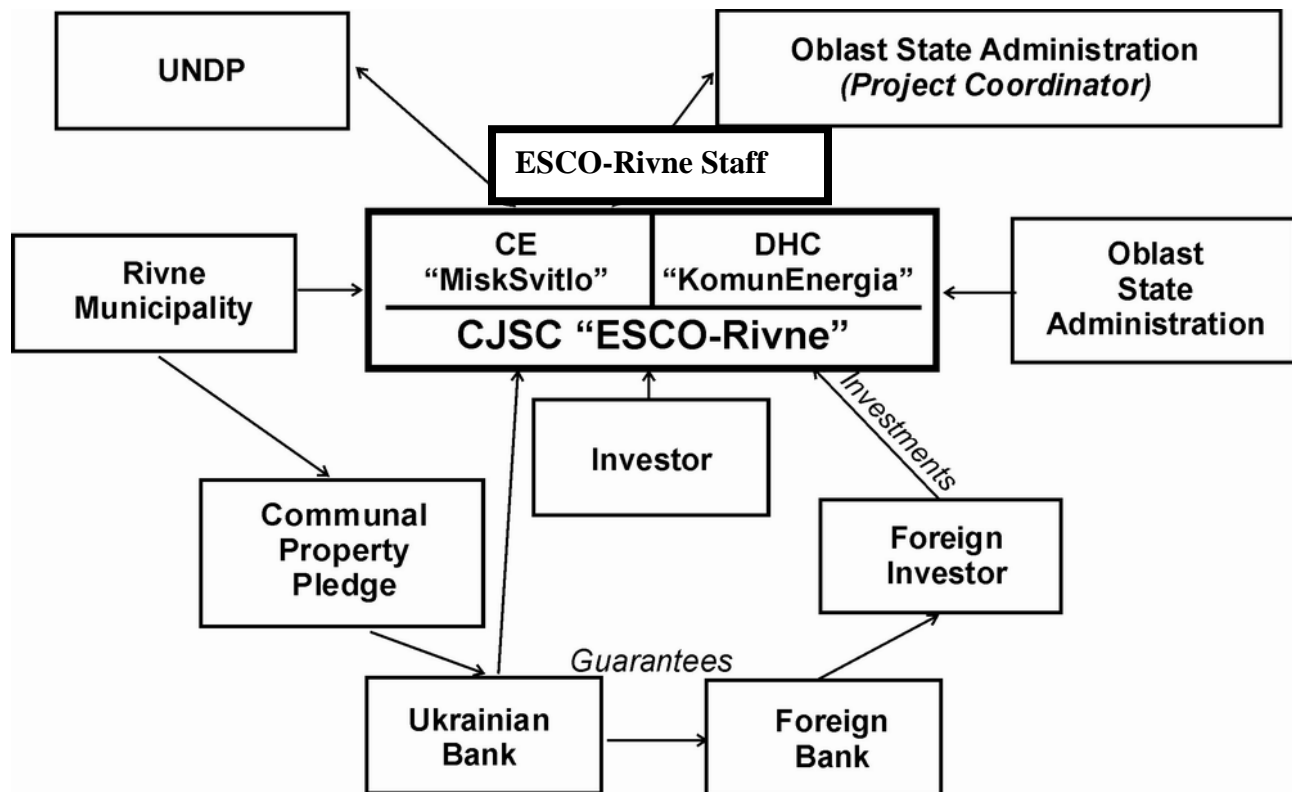 UNDP
Oblast State Administration
(Project Coordinator)
ESCO-Rivne Staff
CE
“MiskSvitlo”
DHC
“KomunEnergia”
CJSC “ESCO-Rivne”
Rivne
Municipality
Oblast
State
Administration
Investor
Investments
Communal
Property
Pledge
Foreign
Investor
Guarantees
Ukrainian
Bank
Foreign
Bank